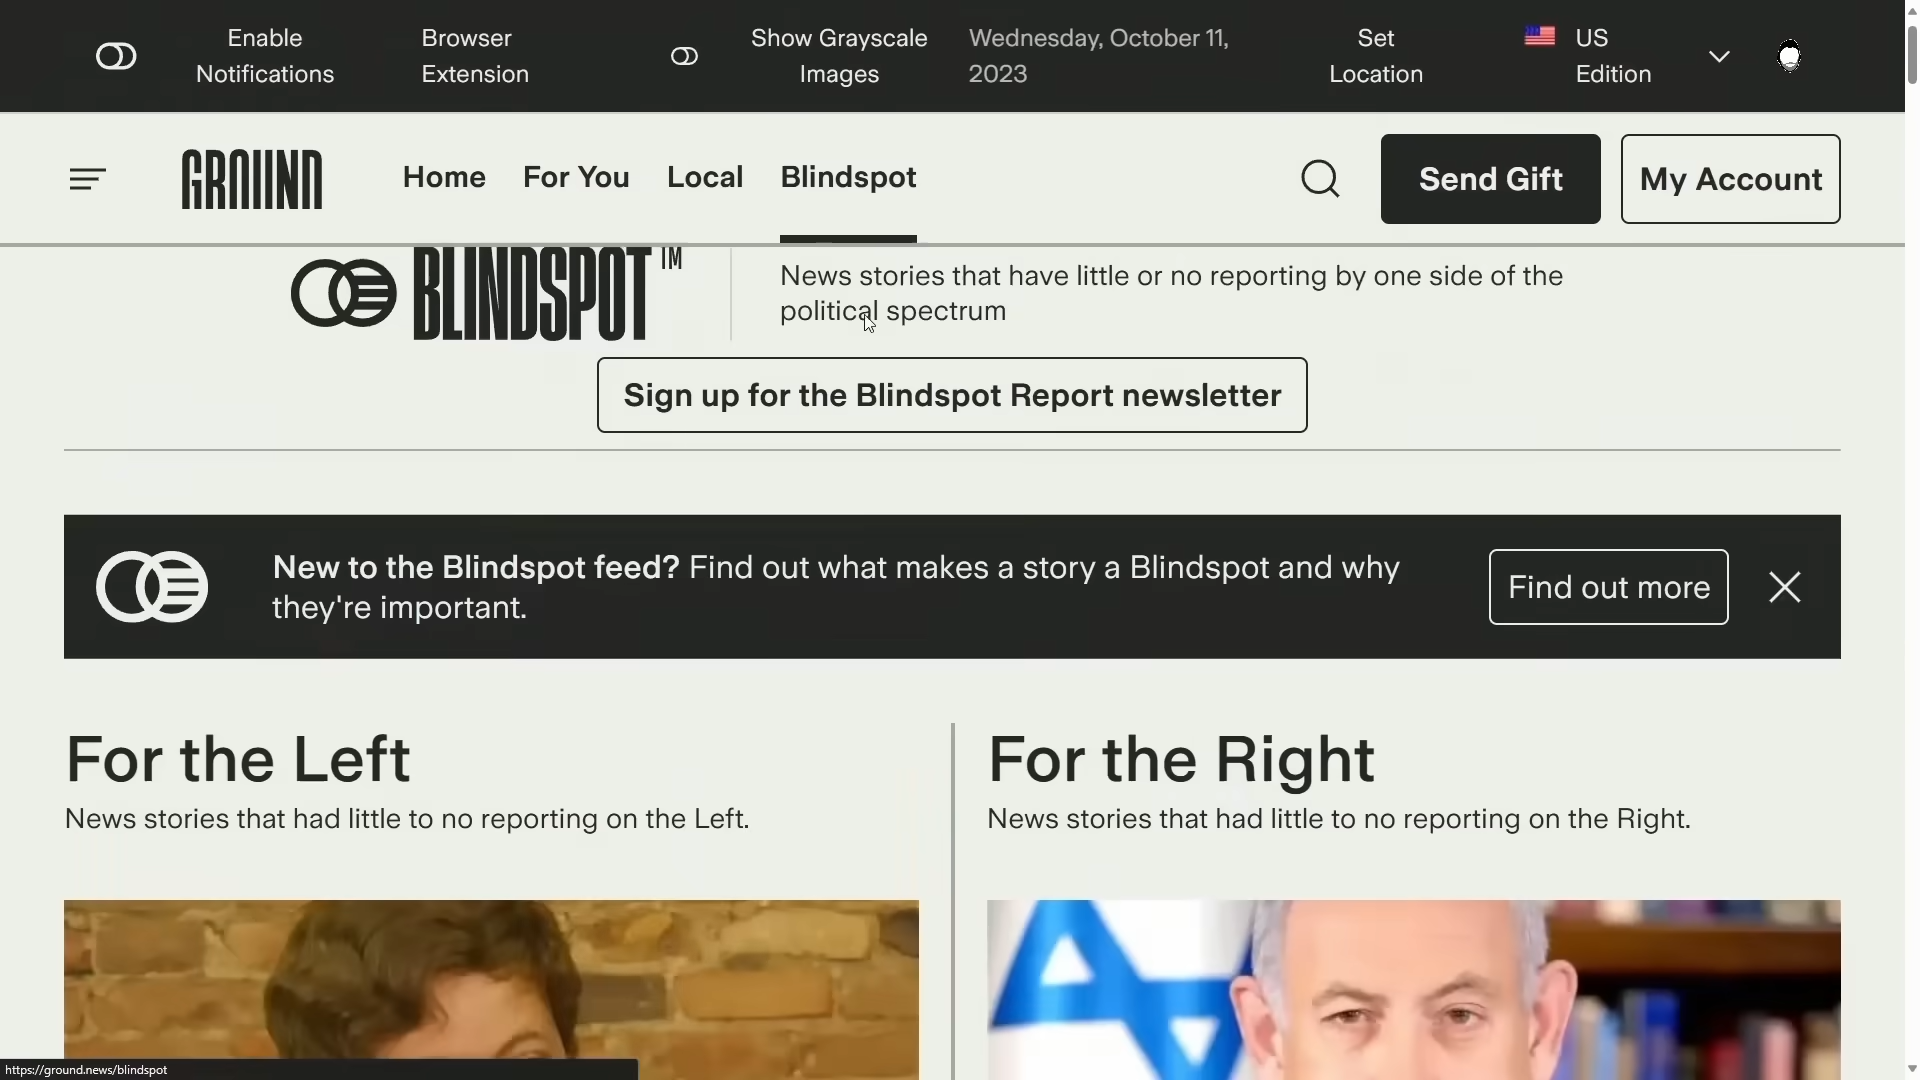 Enable
Notifications
Browser
Extension
Show Grayscale
Images
Wednesday, October 11,
2023
Set
Location
US
Edition
GROUND
Home
For You
Local
Blindspot
Send Gift
My Account
BLINDSPOT™
News stories that have little or no reporting by one side of the
political spectrum
Sign up for the Blindspot Report newsletter
New to the Blindspot feed? Find out what makes a story a Blindspot and why
they're important.
Find out more
For the Left
News stories that had little to no reporting on the Left.
For the Right
News stories that had little to no reporting on the Right.
https://ground.news/blindspot